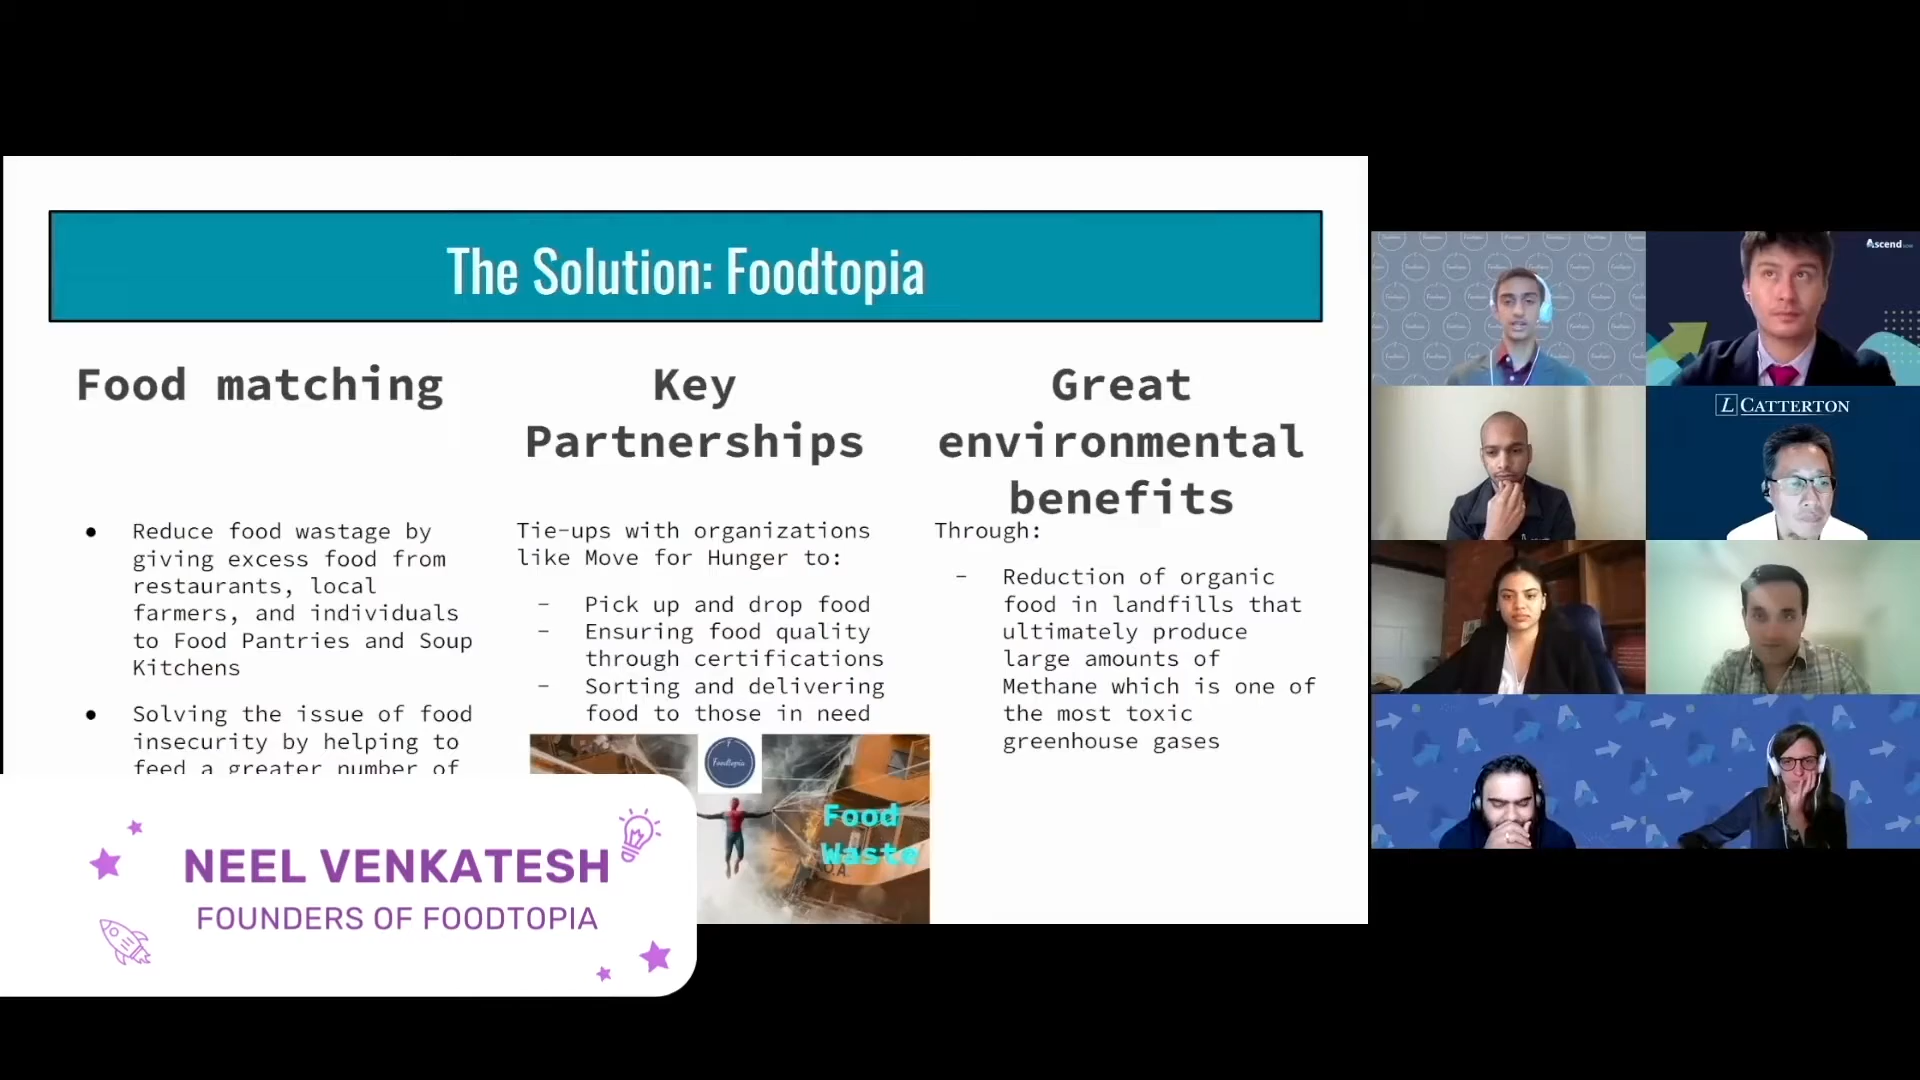 The Solution: Foodtopia
Food matching
● Reduce food wastage by
giving excess food from
restaurants, local
farmers, and individuals
to Food Pantries and Soup
Kitchens
● Solving the issue of food
insecurity by helping to
feed a greater number of
Key
Partnerships
Tie-ups with organizations
like Move for Hunger to:
- Pick up and drop food
- Ensuring food quality
through certifications
- Sorting and delivering
food to those in need
Foodtopia
Food
Waste
Great
environmental
benefits
Through:
- Reduction of organic
food in landfills that
ultimately produce
large amounts of
Methane which is one of
the most toxic
greenhouse gases
NEEL VENKATESH
FOUNDERS OF FOODTOPIA
Ascend
L CATTERTON